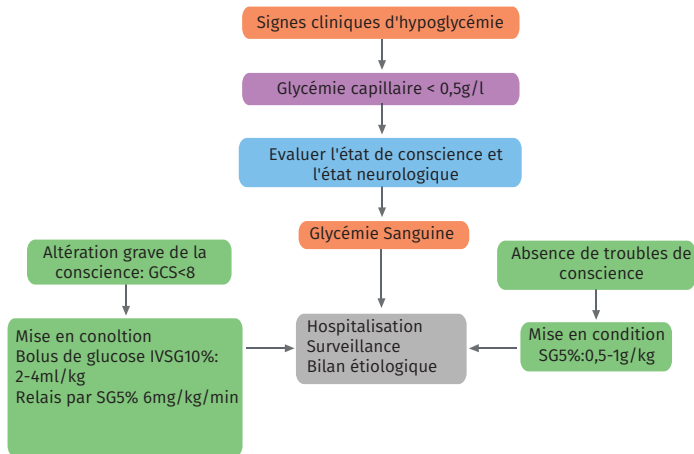 Signes cliniques d'hypoglycémie
Glycémie capillaire < 0,5g/l
Evaluer l'état de conscience et
l'état neurologique
Glycémie Sanguine
Altération grave de la
conscience: GCS<8
Absence de troubles de
conscience
Mise en conoltion
Bolus de glucose IVSG10%:
2-4ml/kg
Relais par SG5% 6mg/kg/min
Hospitalisation
Surveillance
Bilan étiologique
Mise en condition
SG5%:0,5-1g/kg